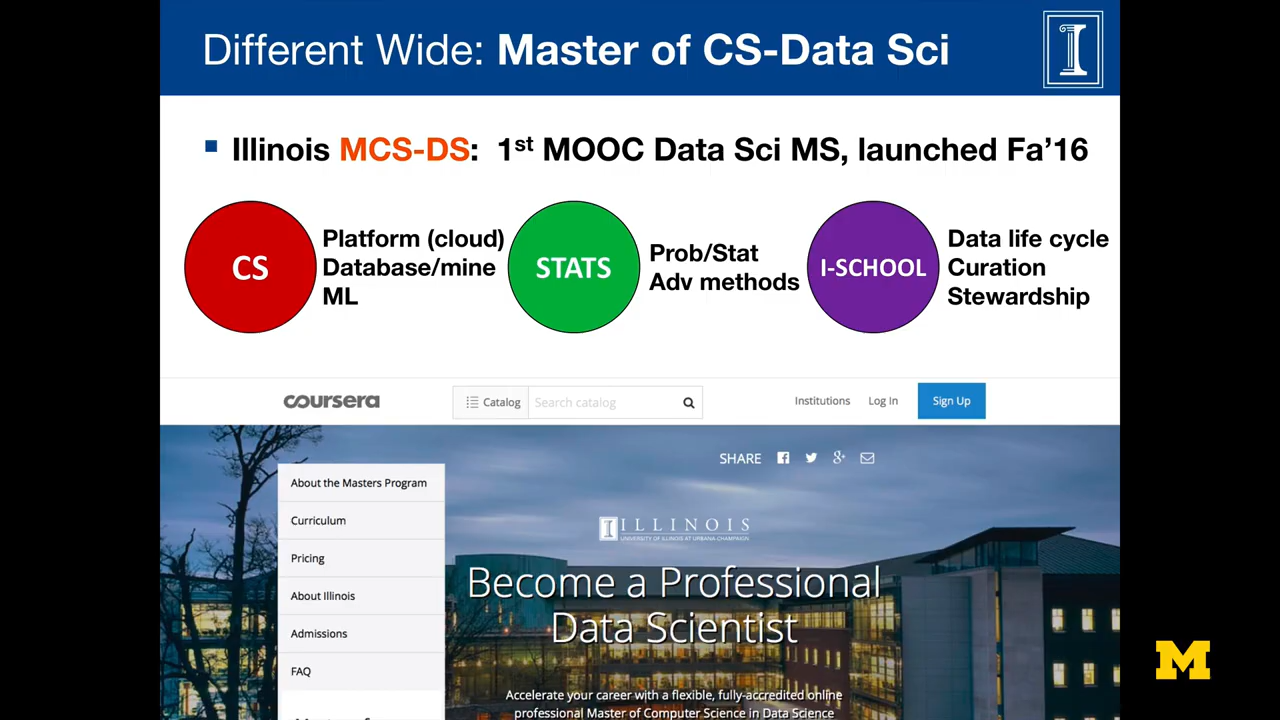 Different Wide: Master of CS-Data Sci
I
▪ Illinois MCS-DS: 1st MOOC Data Sci MS, launched Fa’16
CS
Platform (cloud)
Database/mine
ML
STATS
Prob/Stat
Adv methods
I-SCHOOL
Data life cycle
Curation
Stewardship
coursera
Catalog
Search catalog
Institutions
Log In
Sign Up
SHARE
About the Masters Program
Curriculum
Pricing
About Illinois
Admissions
FAQ
I ILLINOIS
UNIVERSITY OF ILLINOIS AT URBANA-CHAMPAIGN
Become a Professional
Data Scientist
Accelerate your career with a flexible, fully-accredited online
professional Master of Computer Science in Data Science
M